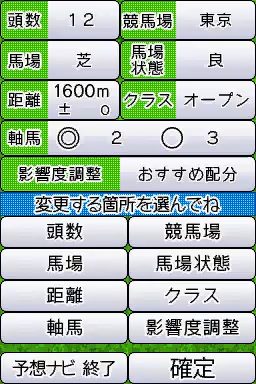 頭数 12 競馬場 東京
馬場 芝 馬場状態 良
距離 1600m ± 0 クラス オープン
軸馬 ◎ 2 ○ 3
影響度調整 おすすめ配分
変更する箇所を選んでね
頭数 競馬場
馬場 馬場状態
距離 クラス
軸馬 影響度調整
予想ナビ 終了 確定